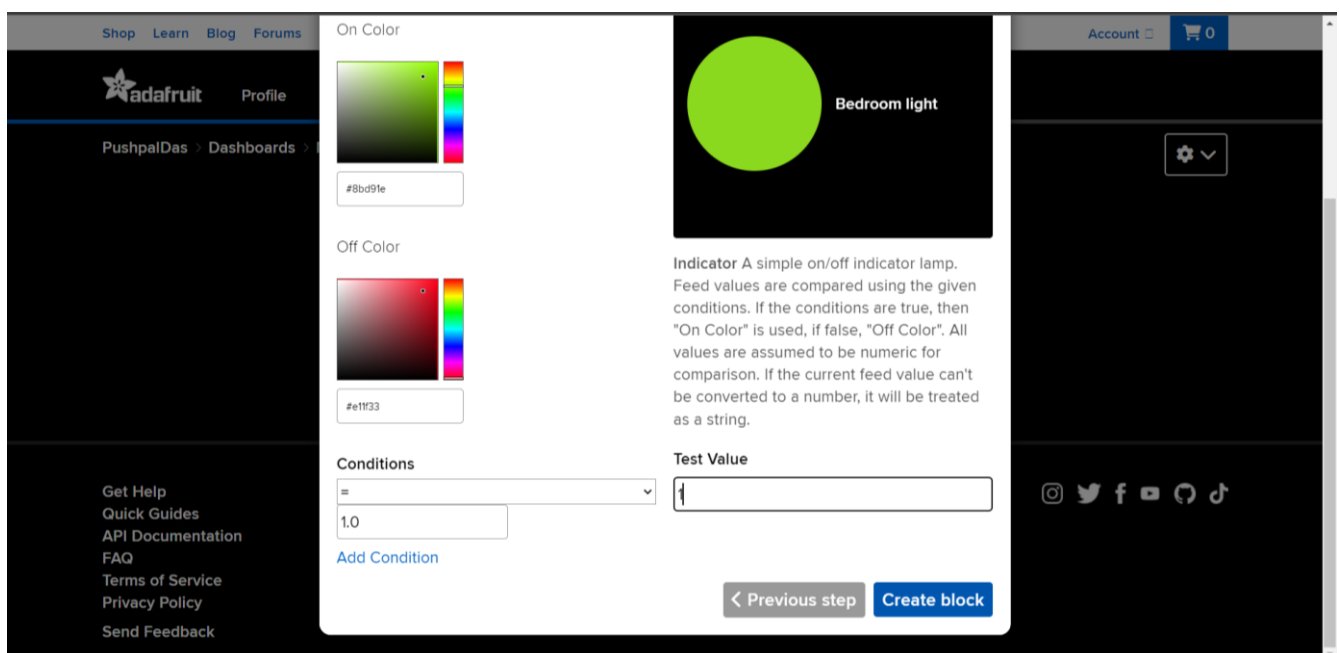 Shop Learn Blog Forums
Account
0
adafruit
Profile
PushpalDas > Dashboards >
On Color
#8bd91e
Off Color
#e11f33
Conditions
=
1.0
Add Condition
Bedroom light
Indicator A simple on/off indicator lamp.
Feed values are compared using the given
conditions. If the conditions are true, then
"On Color" is used, if false, "Off Color". All
values are assumed to be numeric for
comparison. If the current feed value can't
be converted to a number, it will be treated
as a string.
Test Value
1
Previous step
Create block
Get Help
Quick Guides
API Documentation
FAQ
Terms of Service
Privacy Policy
Send Feedback